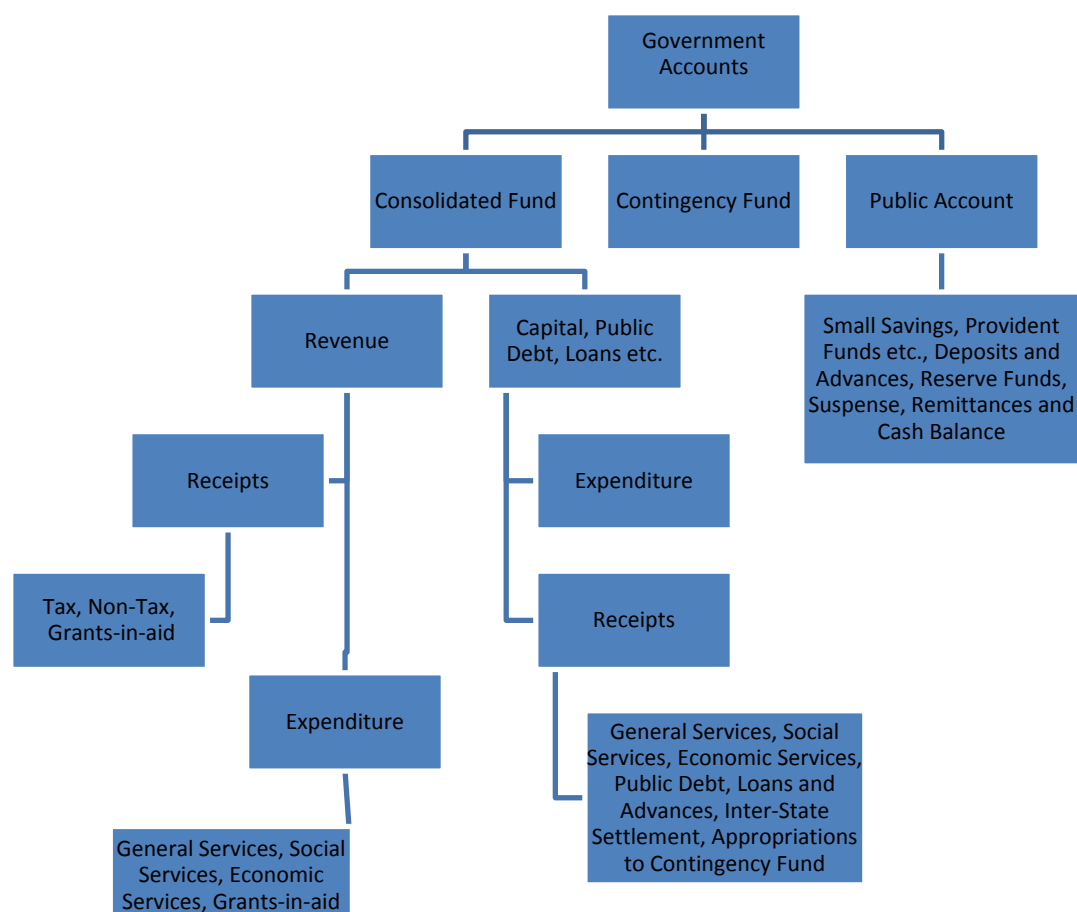 Government
Accounts
Consolidated Fund
Contingency Fund
Public Account
Revenue
Capital, Public
Debt, Loans etc.
Small Savings, Provident
Funds etc., Deposits and
Advances, Reserve Funds,
Suspense, Remittances and
Cash Balance
Receipts
Expenditure
Tax, Non-Tax,
Grants-in-aid
Receipts
Expenditure
General Services, Social
Services, Economic Services,
Public Debt, Loans and
Advances, Inter-State
Settlement, Appropriations
to Contingency Fund
General Services, Social
Services, Economic
Services, Grants-in-aid